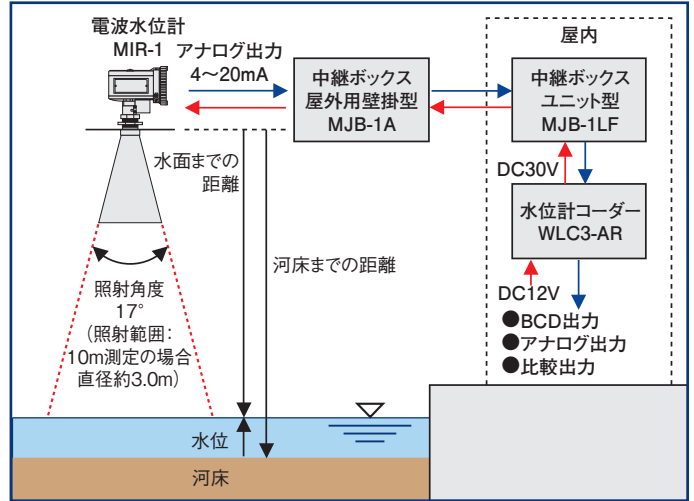 電波水位計
MIR-1
アナログ出力
4～20mA
中継ボックス
屋外用壁掛型
MJB-1A
屋内
中継ボックス
ユニット型
MJB-1LF
DC30V
水位計コーダー
WLC3-AR
DC12V
●BCD出力
●アナログ出力
●比較出力
水面までの
距離
河床までの距離
照射角度
17°
（照射範囲：
10m測定の場合
直径約3.0m）
水位
河床